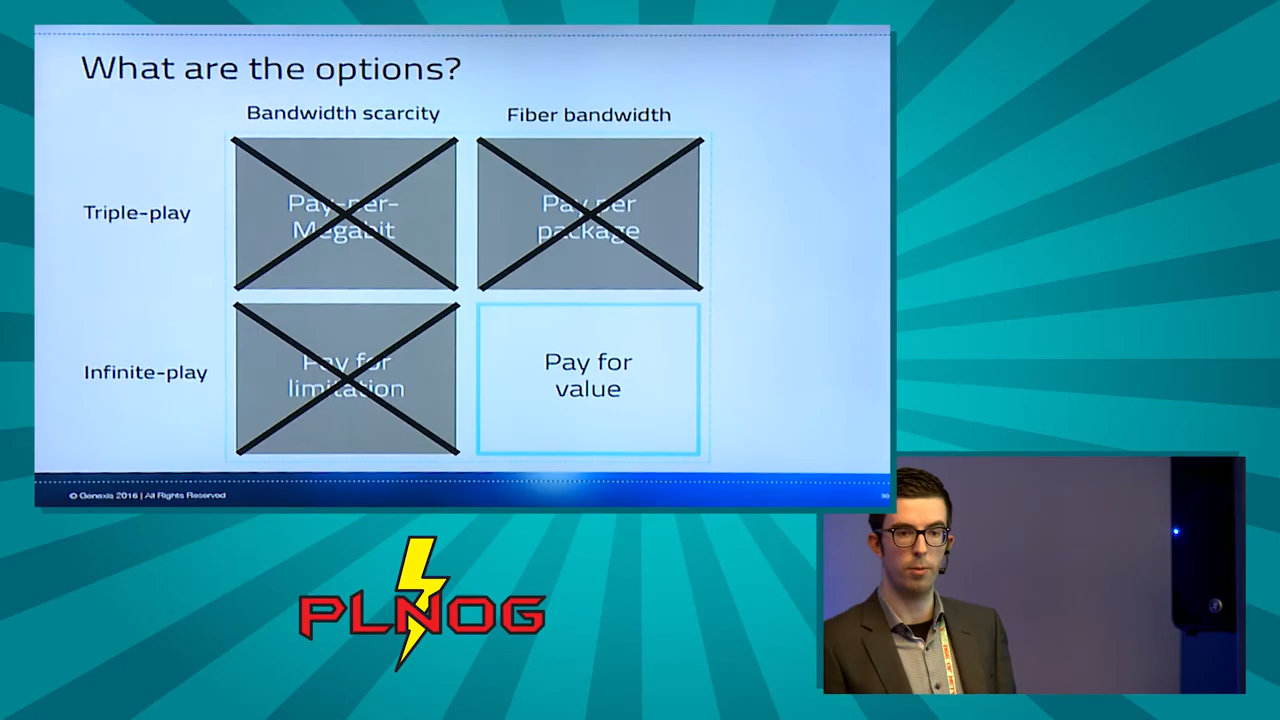 What are the options?
Bandwidth scarcity
Fiber bandwidth
Triple-play
Pay-per-
Megabit
Pay per
package
Infinite-play
Pay for
limitation
Pay for
value
© Genexis 2016 | All Rights Reserved
30
PLNOG